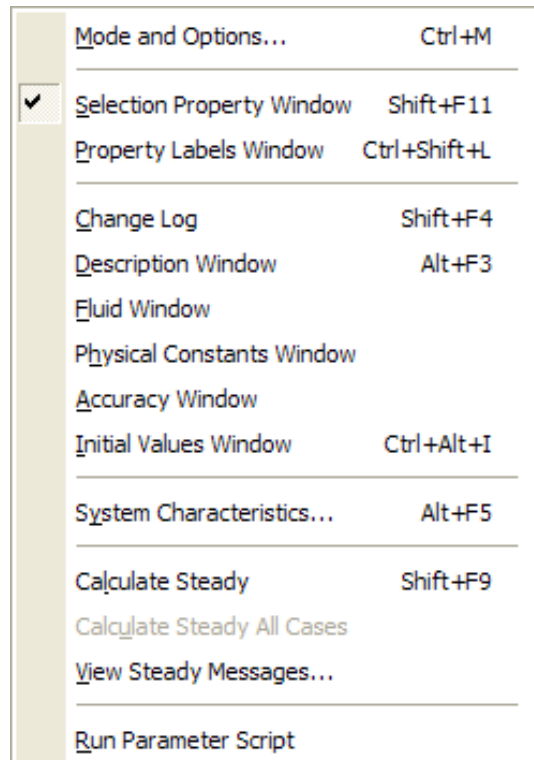 Mode and Options... Ctrl+M
Selection Property Window Shift+F11
Property Labels Window Ctrl+Shift+L
Change Log Shift+F4
Description Window Alt+F3
Fluid Window
Physical Constants Window
Accuracy Window
Initial Values Window Ctrl+Alt+I
System Characteristics... Alt+F5
Calculate Steady Shift+F9
Calculate Steady All Cases
View Steady Messages...
Run Parameter Script